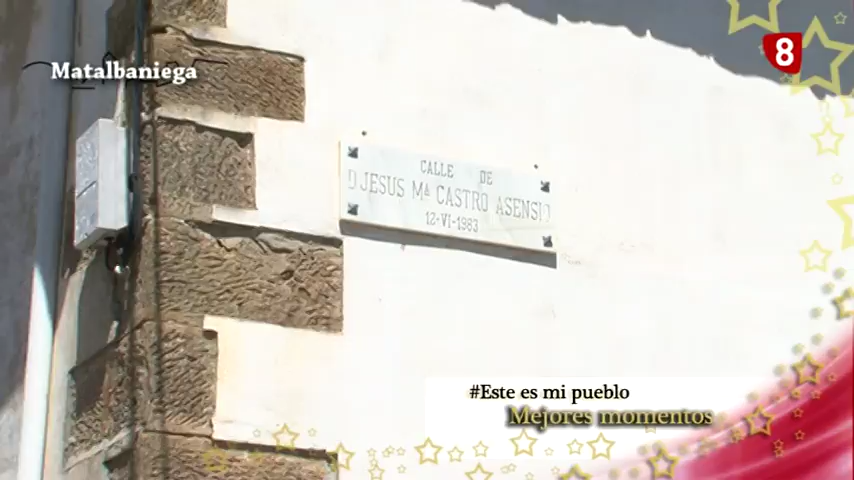 8
Matalbaniega
CALLE DE
D JESUS Mª CASTRO ASENSIO
12-VI-1983
#Este es mi pueblo
Mejores momentos